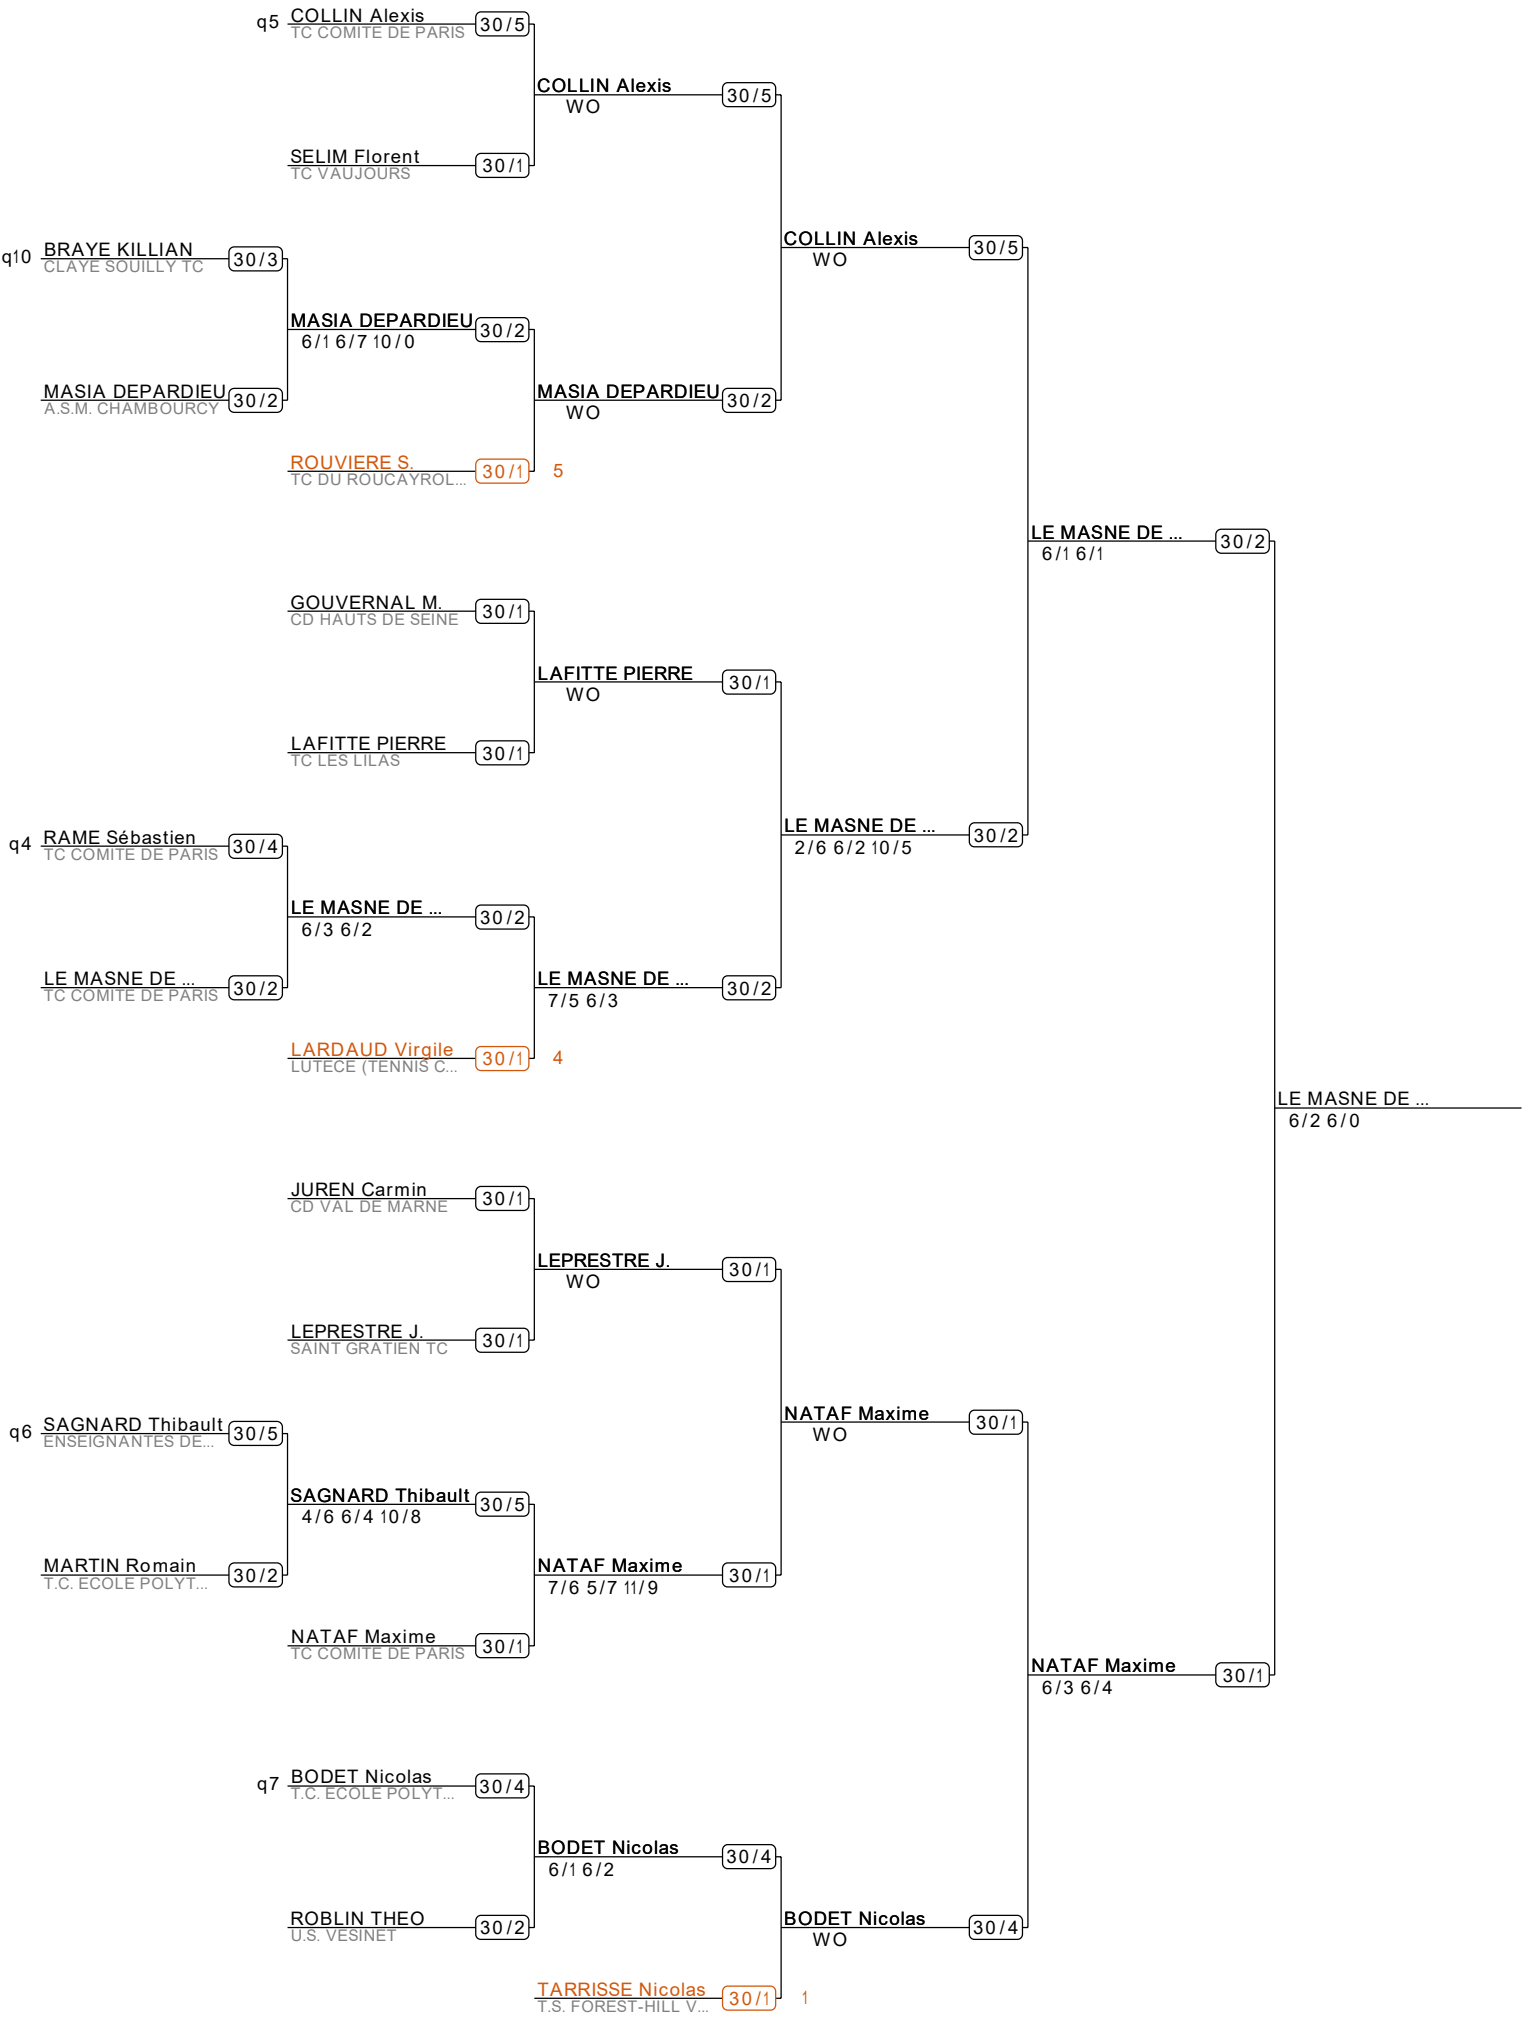 q5 COLLIN Alexis 30/5
TC COMITE DE PARIS
COLLIN Alexis 30/5
WO
SELIM Florent 30/1
TC VAUJOURS
COLLIN Alexis 30/5
WO
q10 BRAYE KILLIAN 30/3
CLAYE SOUILLY TC
MASIA DEPARDIEU 30/2
6/1 6/7 10/0
MASIA DEPARDIEU 30/2
A.S.M. CHAMBOURCY
MASIA DEPARDIEU 30/2
WO
ROUVIERE S. 30/1 5
TC DU ROUCAYROL...
LE MASNE DE ... 30/2
6/1 6/1
GOUVERNAL M. 30/1
CD HAUTS DE SEINE
LAFITTE PIERRE 30/1
WO
LAFITTE PIERRE 30/1
TC LES LILAS
LE MASNE DE ... 30/2
2/6 6/2 10/5
q4 RAME Sébastien 30/4
TC COMITE DE PARIS
LE MASNE DE ... 30/2
6/3 6/2
LE MASNE DE ... 30/2
TC COMITE DE PARIS
LE MASNE DE ... 30/2
7/5 6/3
LARDAUD Virgile 30/1 4
LUTECE (TENNIS C...
LE MASNE DE ...
6/2 6/0
JUREN Carmin 30/1
CD VAL DE MARNE
LEPRESTRE J. 30/1
WO
LEPRESTRE J. 30/1
SAINT GRATIEN TC
NATAF Maxime 30/1
WO
q6 SAGNARD Thibault 30/5
ENSEIGNANTES DE...
SAGNARD Thibault 30/5
4/6 6/4 10/8
MARTIN Romain 30/2
T.C. ECOLE POLYT...
NATAF Maxime 30/1
7/6 5/7 11/9
NATAF Maxime 30/1
TC COMITE DE PARIS
NATAF Maxime 30/1
6/3 6/4
q7 BODET Nicolas 30/4
T.C. ECOLE POLYT...
BODET Nicolas 30/4
6/1 6/2
ROBLIN THEO 30/2
U.S. VESINET
BODET Nicolas 30/4
WO
TARRISSE Nicolas 30/1 1
T.S. FOREST-HILL V...